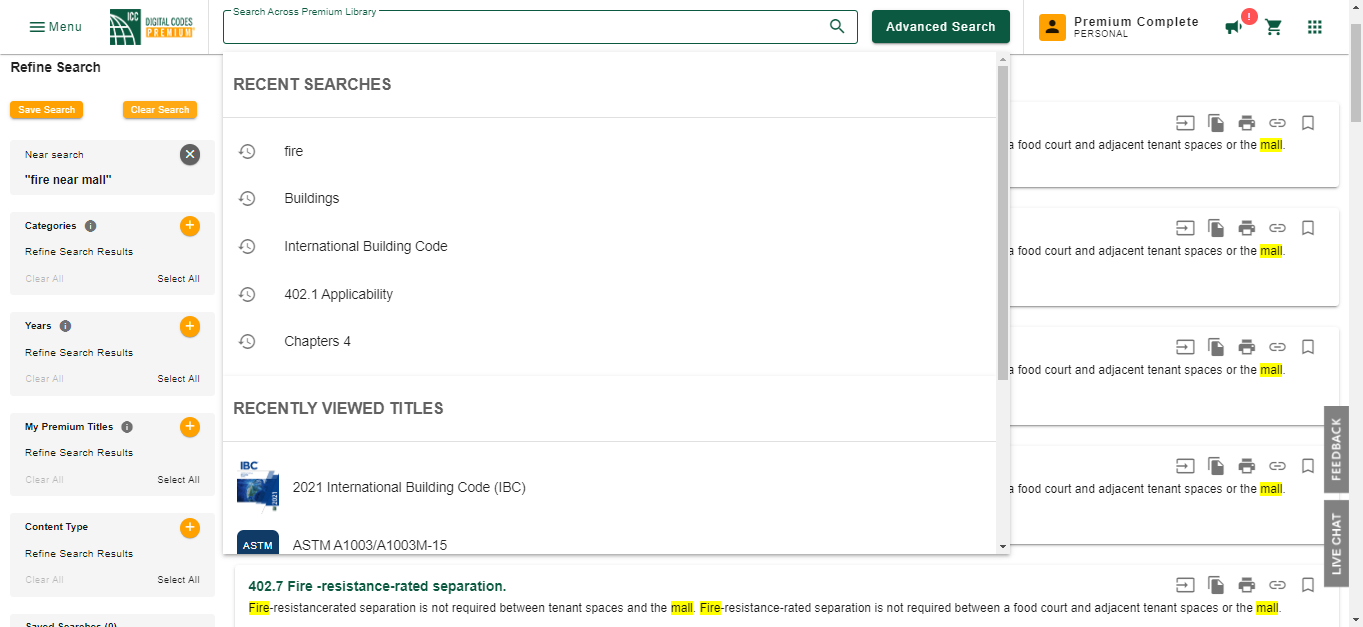 Menu
ICC
DIGITAL CODES
PREMIUM
Search Across Premium Library
Advanced Search
Premium Complete
PERSONAL
!
Refine Search
Save Search
Clear Search
Near search
"fire near mall"
Categories
Refine Search Results
Clear All
Select All
Years
Refine Search Results
Clear All
Select All
My Premium Titles
Refine Search Results
Clear All
Select All
Content Type
Refine Search Results
Clear All
Select All
Saved Searches (0)
RECENT SEARCHES
fire
Buildings
International Building Code
402.1 Applicability
Chapters 4
RECENTLY VIEWED TITLES
IBC
2021
2021 International Building Code (IBC)
ASTM
ASTM A1003/A1003M-15
a food court and adjacent tenant spaces or the mall.
a food court and adjacent tenant spaces or the mall.
a food court and adjacent tenant spaces or the mall.
a food court and adjacent tenant spaces or the mall.
402.7 Fire -resistance-rated separation.
Fire-resistancerated separation is not required between tenant spaces and the mall. Fire-resistance-rated separation is not required between a food court and adjacent tenant spaces or the mall.
FEEDBACK
LIVE CHAT